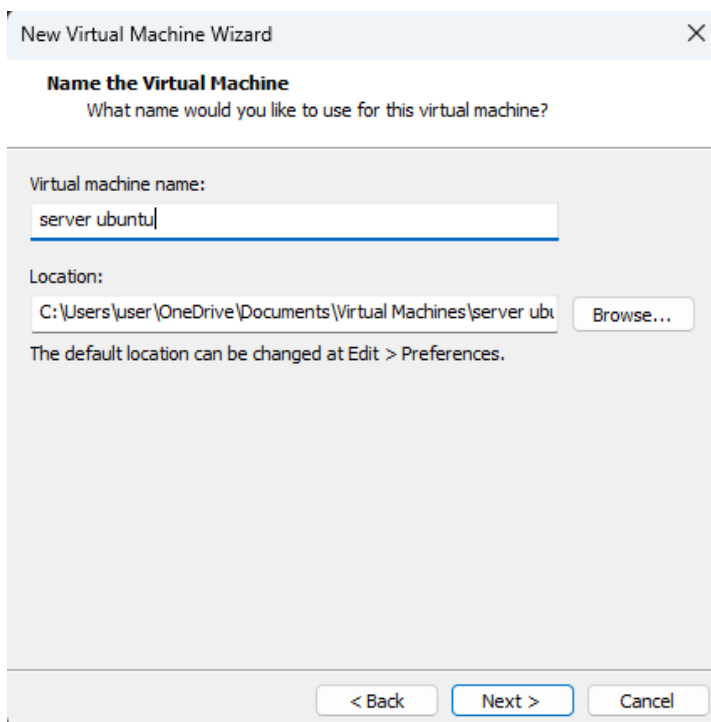 New Virtual Machine Wizard
Name the Virtual Machine
What name would you like to use for this virtual machine?
Virtual machine name:
server ubuntu
Location:
C:\Users\user\OneDrive\Documents\Virtual Machines\server ubu
Browse...
The default location can be changed at Edit > Preferences.
< Back
Next >
Cancel